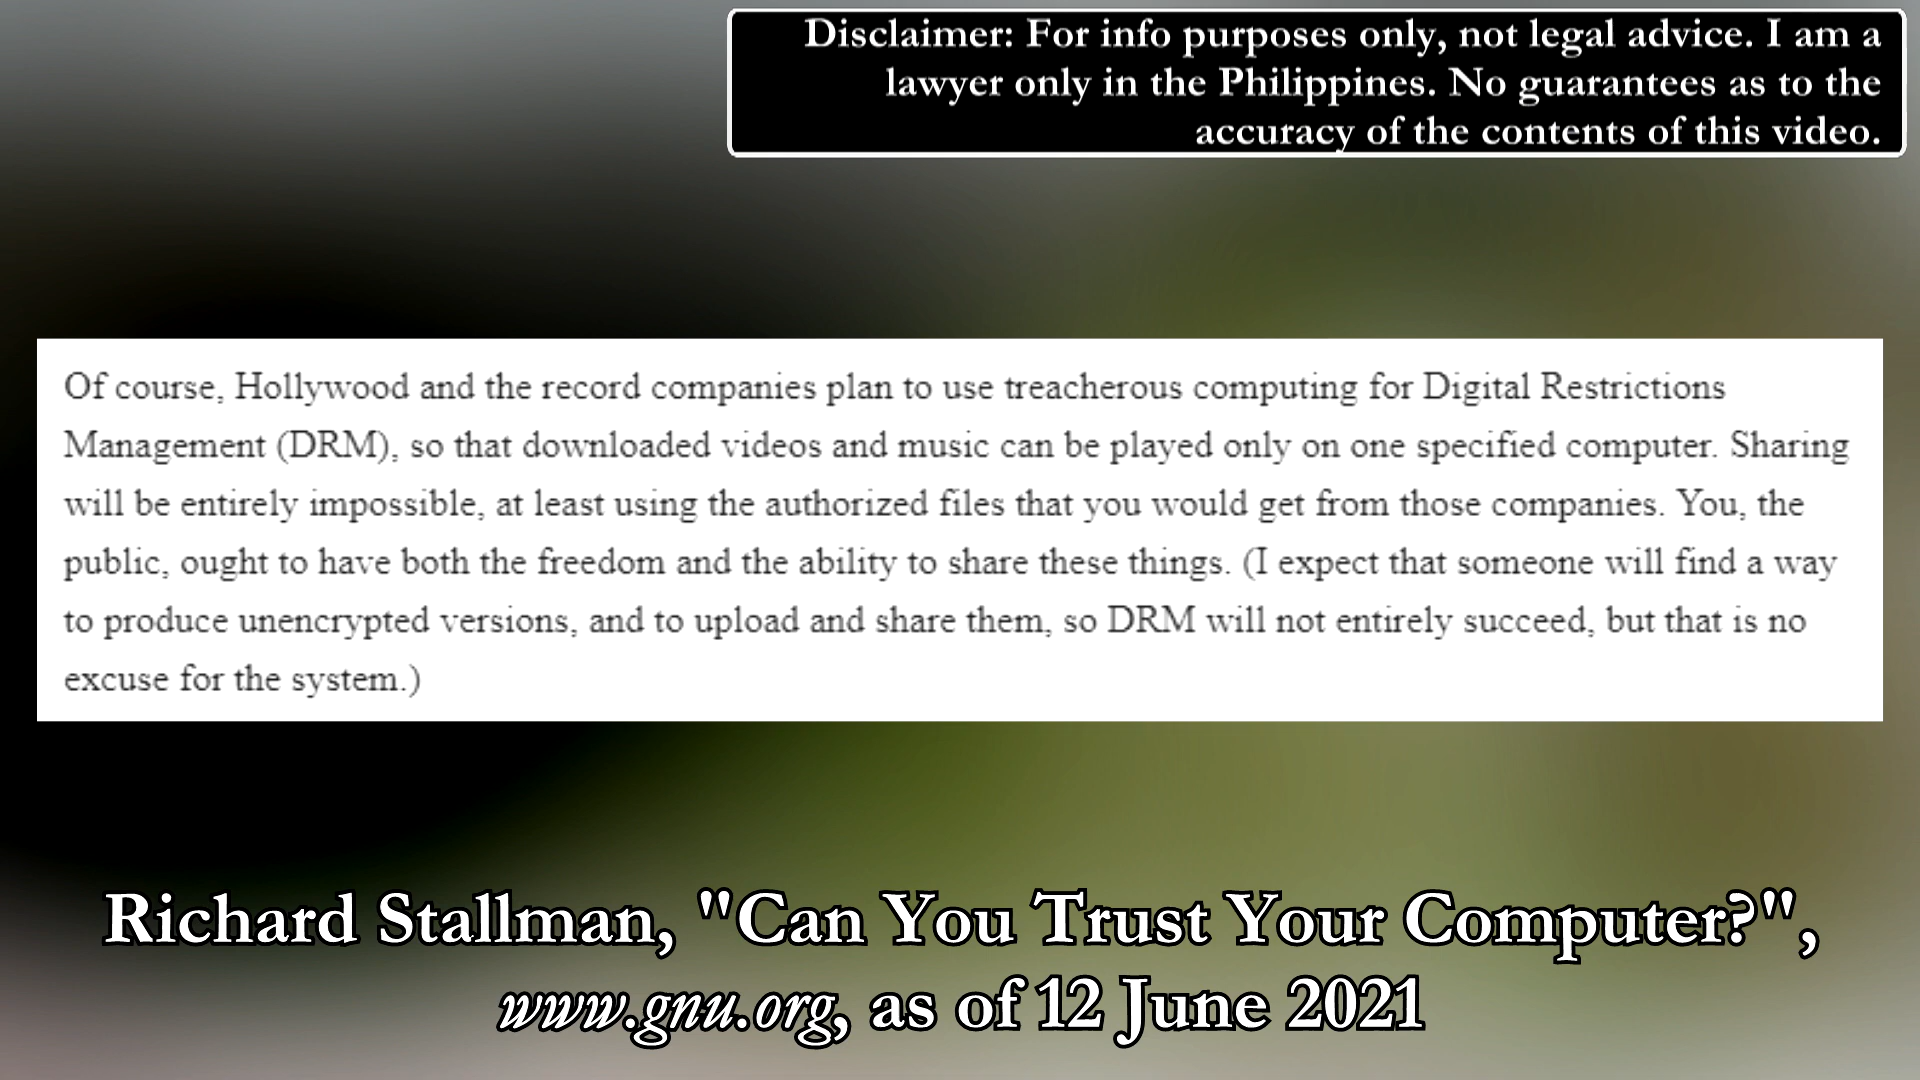 Disclaimer: For info purposes only, not legal advice. I am a
lawyer only in the Philippines. No guarantees as to the
accuracy of the contents of this video.
Of course, Hollywood and the record companies plan to use treacherous computing for Digital Restrictions
Management (DRM), so that downloaded videos and music can be played only on one specified computer. Sharing
will be entirely impossible, at least using the authorized files that you would get from those companies. You, the
public, ought to have both the freedom and the ability to share these things. (I expect that someone will find a way
to produce unencrypted versions, and to upload and share them, so DRM will not entirely succeed, but that is no
excuse for the system.)
Richard Stallman, "Can You Trust Your Computer?",
www.gnu.org, as of 12 June 2021